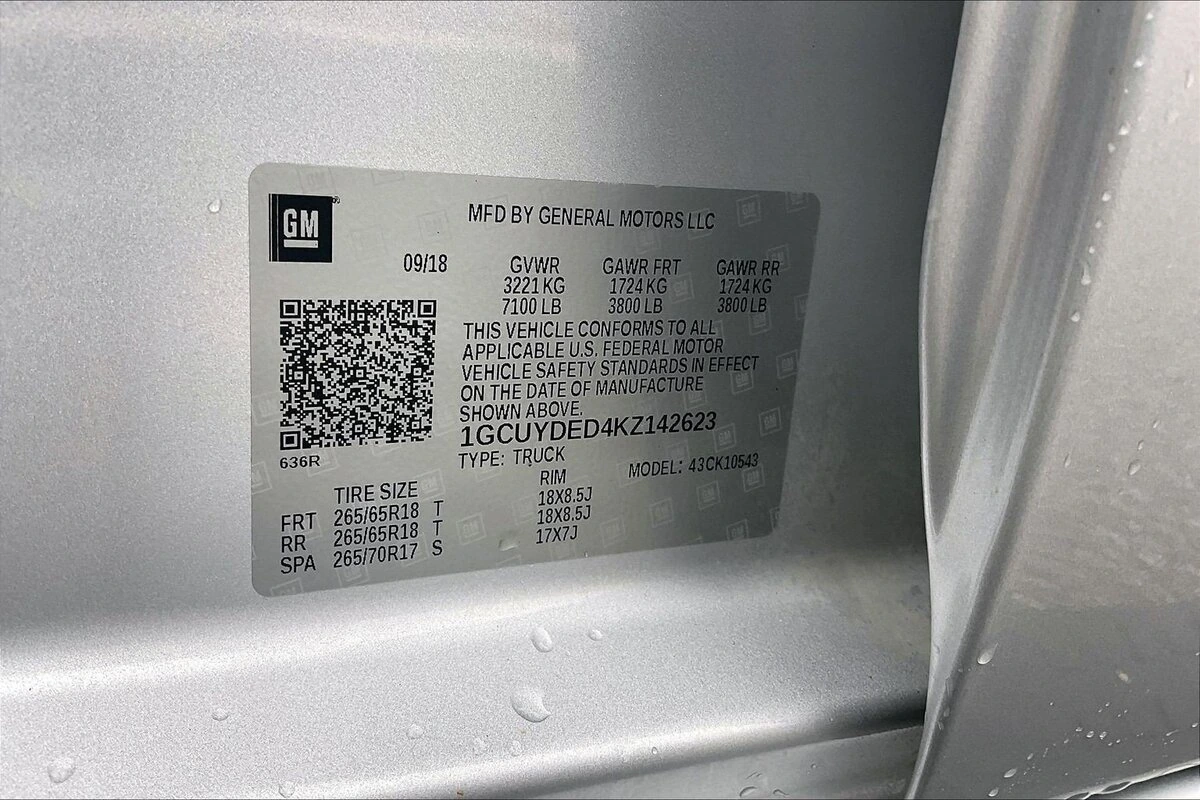 GM
MFD BY GENERAL MOTORS LLC
09/18 GVWR GAWR FRT GAWR RR
3221 KG 1724 KG 1724 KG
7100 LB 3800 LB 3800 LB
THIS VEHICLE CONFORMS TO ALL
APPLICABLE U.S. FEDERAL MOTOR
VEHICLE SAFETY STANDARDS IN EFFECT
ON THE DATE OF MANUFACTURE
SHOWN ABOVE.
1GCUYDED4KZ142623
636R
TYPE: TRUCK MODEL: 43CK10543
TIRE SIZE RIM
FRT 265/65R18 T 18X8.5J
RR 265/65R18 T 18X8.5J
SPA 265/70R17 S 17X7J